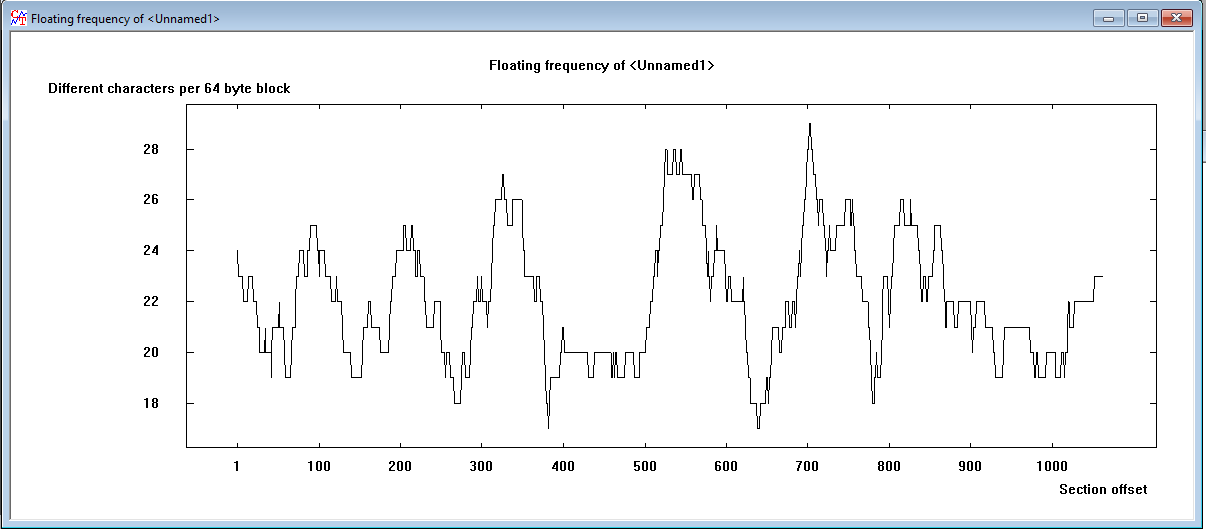 Floating frequency of <Unnamed1>
Floating frequency of <Unnamed1>
Different characters per 64 byte block
28
26
24
22
20
18
1 100 200 300 400 500 600 700 800 900 1000
Section offset